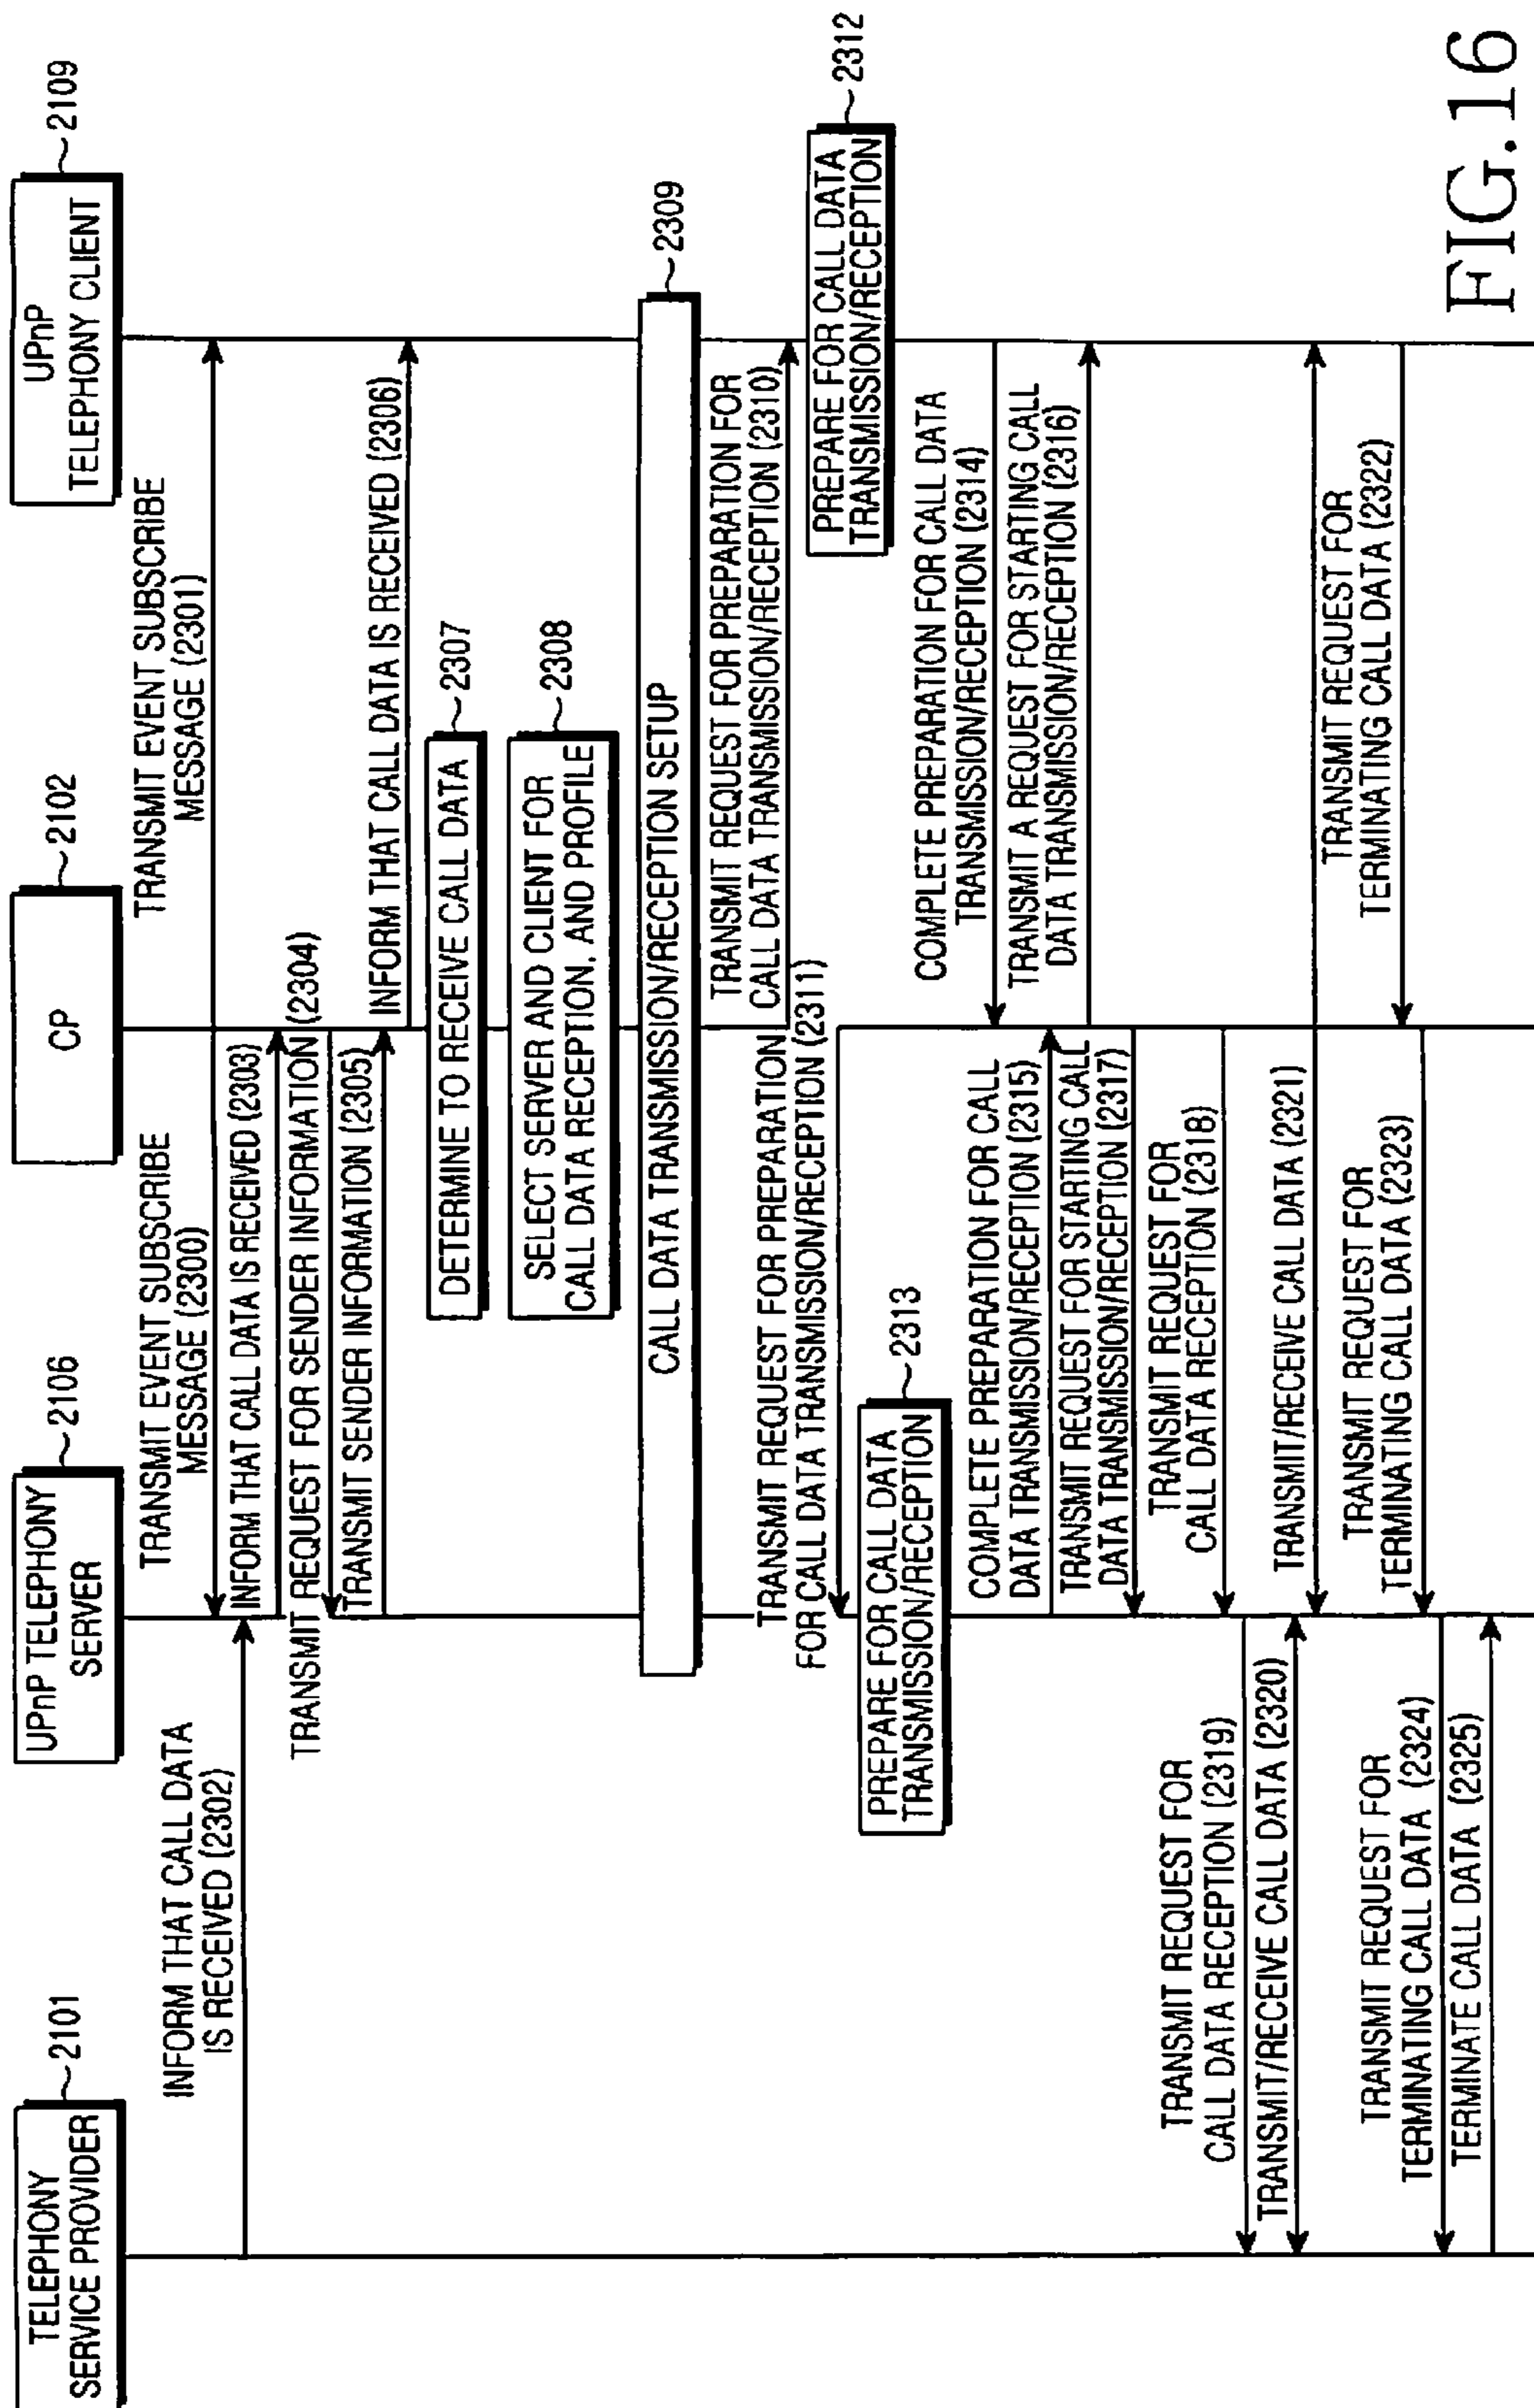 TELEPHONY
SERVICE PROVIDER
2101
UPnP TELEPHONY
SERVER
2106
CP
2102
UPnP
TELEPHONY CLIENT
2109
TRANSMIT EVENT SUBSCRIBE
MESSAGE (2300)
TRANSMIT EVENT SUBSCRIBE
MESSAGE (2301)
INFORM THAT CALL DATA
IS RECEIVED (2302)
INFORM THAT CALL DATA IS RECEIVED (2303)
TRANSMIT REQUEST FOR SENDER INFORMATION (2304)
TRANSMIT SENDER INFORMATION (2305)
INFORM THAT CALL DATA IS RECEIVED (2306)
DETERMINE TO RECEIVE CALL DATA
2307
SELECT SERVER AND CLIENT FOR
CALL DATA RECEPTION, AND PROFILE
2308
CALL DATA TRANSMISSION/RECEPTION SETUP
2309
TRANSMIT REQUEST FOR PREPARATION FOR
CALL DATA TRANSMISSION/RECEPTION (2310)
TRANSMIT REQUEST FOR PREPARATION
FOR CALL DATA TRANSMISSION/RECEPTION (2311)
PREPARE FOR CALL DATA
TRANSMISSION/RECEPTION
2312
PREPARE FOR CALL DATA
TRANSMISSION/RECEPTION
2313
COMPLETE PREPARATION FOR CALL DATA
TRANSMISSION/RECEPTION (2314)
COMPLETE PREPARATION FOR CALL
DATA TRANSMISSION/RECEPTION (2315)
TRANSMIT A REQUEST FOR STARTING CALL
DATA TRANSMISSION/RECEPTION (2316)
TRANSMIT REQUEST FOR STARTING CALL
DATA TRANSMISSION/RECEPTION (2317)
TRANSMIT REQUEST FOR
CALL DATA RECEPTION (2318)
TRANSMIT REQUEST FOR
CALL DATA RECEPTION (2319)
TRANSMIT/RECEIVE CALL DATA (2320)
TRANSMIT/RECEIVE CALL DATA (2321)
TRANSMIT REQUEST FOR
TERMINATING CALL DATA (2322)
TRANSMIT REQUEST FOR
TERMINATING CALL DATA (2323)
TRANSMIT REQUEST FOR
TERMINATING CALL DATA (2324)
TERMINATE CALL DATA (2325)
FIG.16